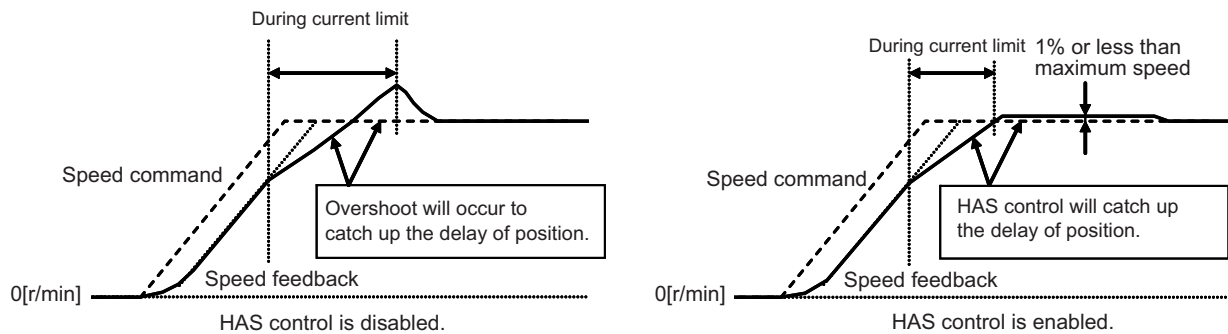 During current limit
Speed command
Overshoot will occur to
catch up the delay of position.
Speed feedback
0[r/min]
HAS control is disabled.
During current limit
1% or less than
maximum speed
Speed command
HAS control will catch up
the delay of position.
Speed feedback
0[r/min]
HAS control is enabled.